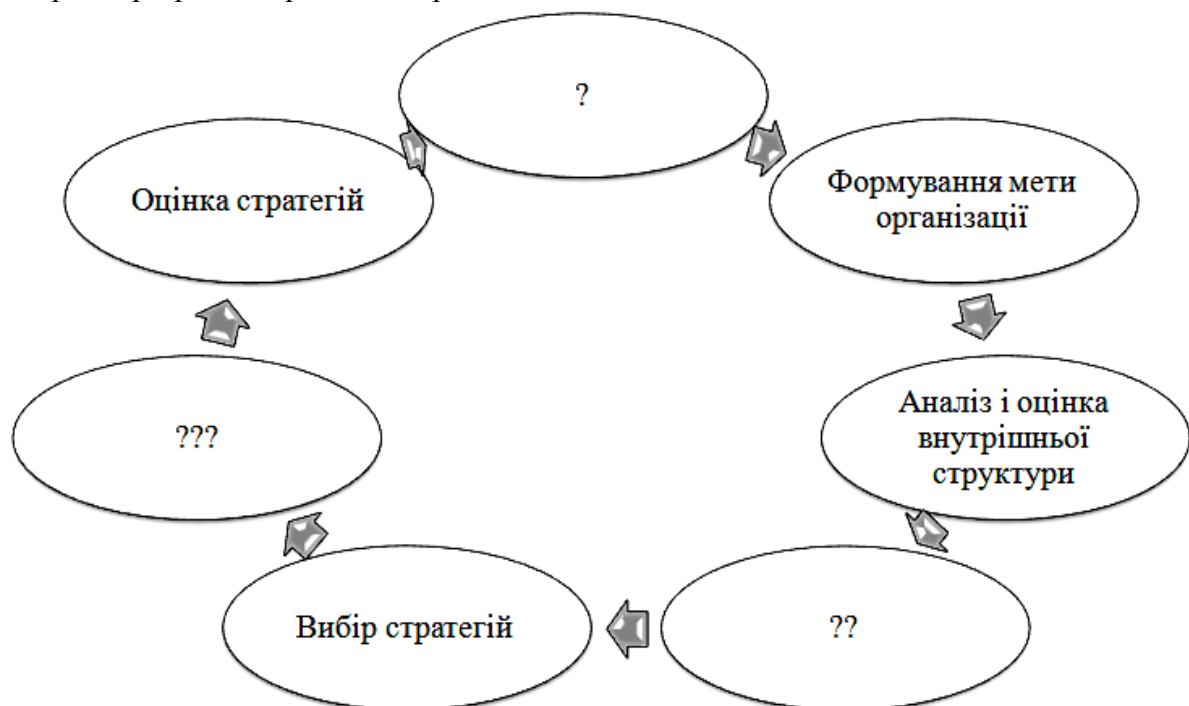 ?
Оцінка стратегій
Формування мети
організації
???
Аналіз і оцінка
внутрішньої
структури
Вибір стратегій
??